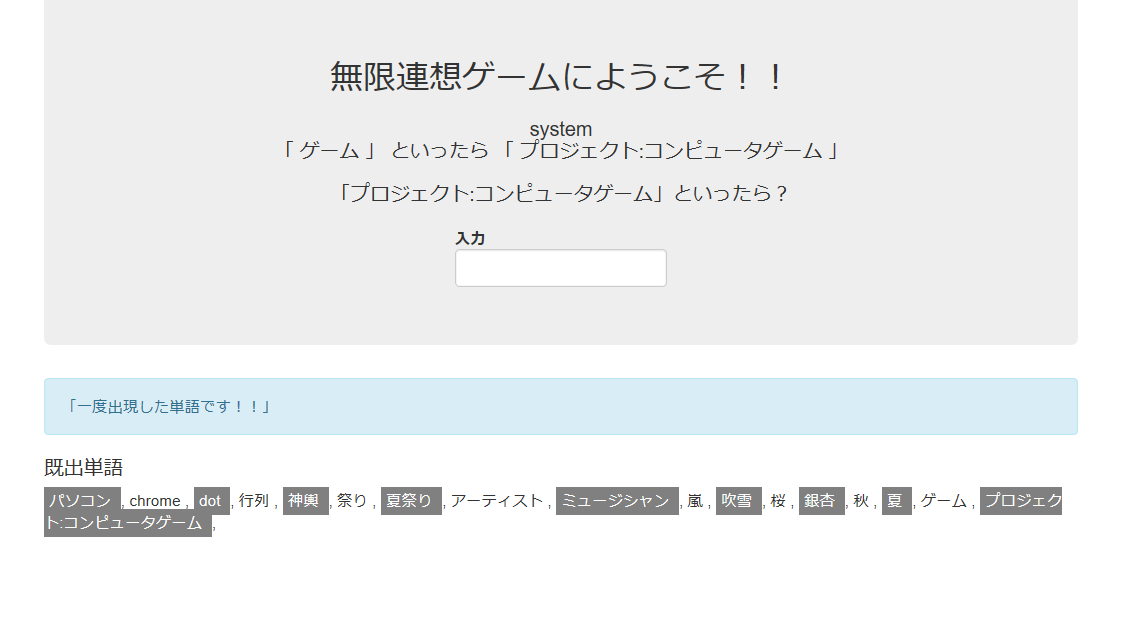 無限連想ゲームにようこそ！！
system
「 ゲーム 」 といったら 「 プロジェクト:コンピュータゲーム 」
「プロジェクト:コンピュータゲーム」といったら？
入力
「一度出現した単語です！！」
既出単語
パソコン , chrome , dot , 行列 , 神輿 , 祭り , 夏祭り , アーティスト , ミュージシャン , 嵐 , 吹雪 , 桜 , 銀杏 , 秋 , 夏 , ゲーム , プロジェク
ト:コンピュータゲーム ,